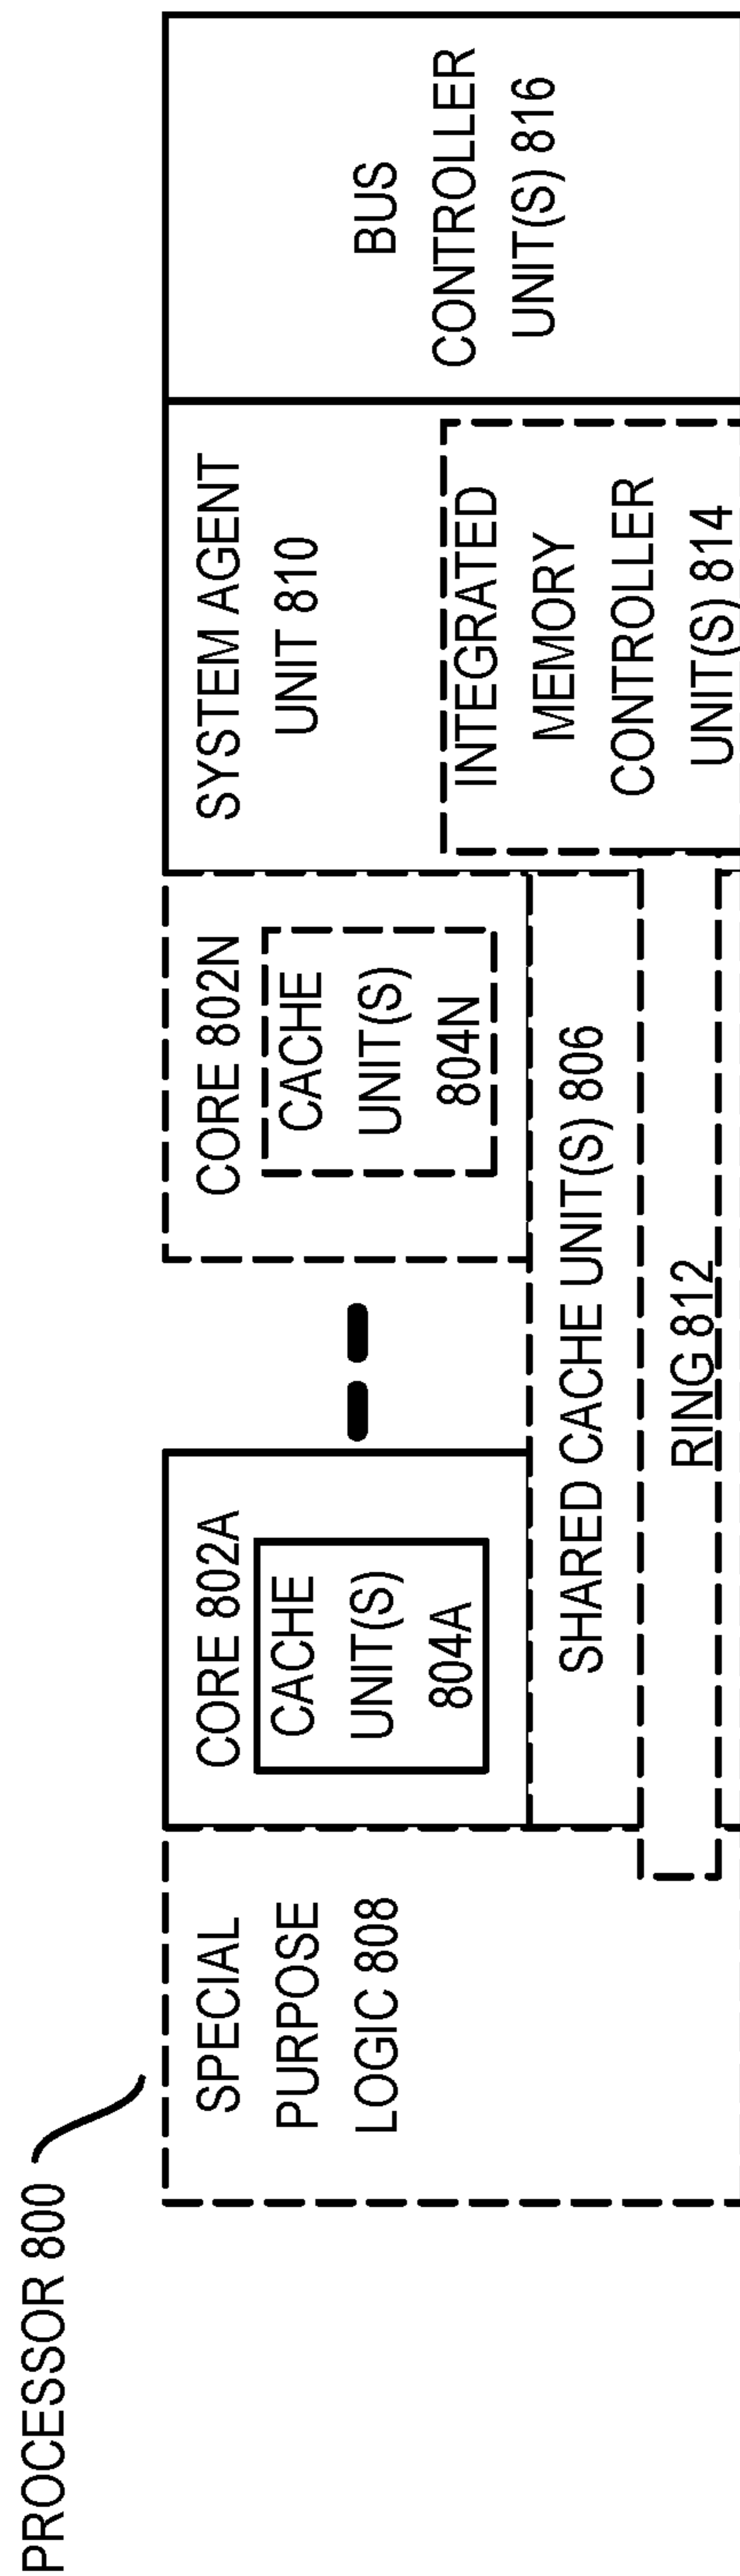 PROCESSOR 800
SPECIAL
PURPOSE
LOGIC 808
CORE 802A
CACHE
UNIT(S)
804A
CORE 802N
CACHE
UNIT(S)
804N
SHARED CACHE UNIT(S) 806
RING 812
SYSTEM AGENT
UNIT 810
INTEGRATED
MEMORY
CONTROLLER
UNIT(S) 814
BUS
CONTROLLER
UNIT(S) 816